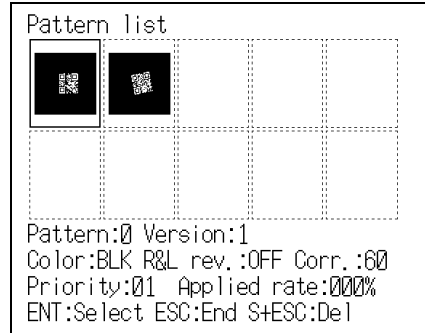 Pattern list
Pattern:0 Version:1
Color:BLK R&L rev.:OFF Corr.:60
Priority:01 Applied rate:000%
ENT:Select ESC:End S+ESC:Del